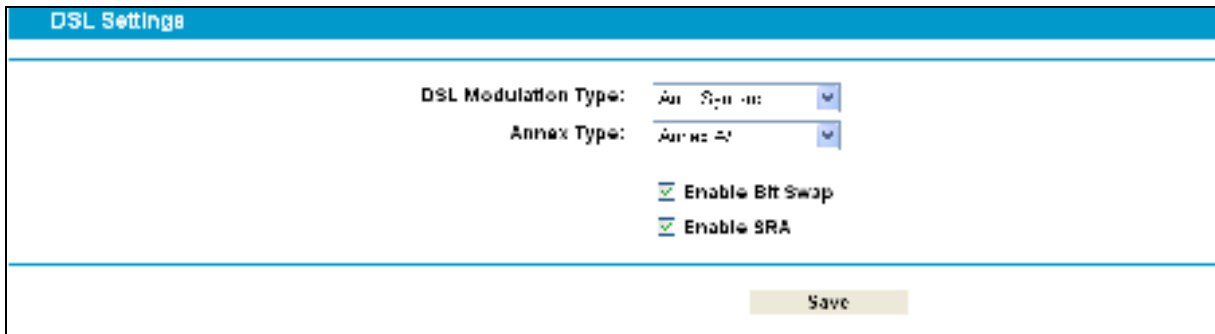 DSL Settings
DSL Modulation Type:
Annex Type:
Enable Bit Swap
Enable SRA
Save